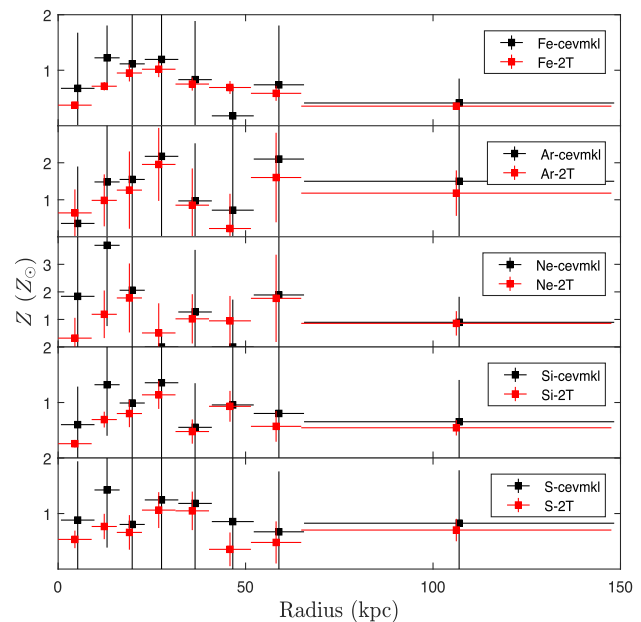 2
Fe-cevmkl
Fe-2T
1
2
Ar-cevmkl
Ar-2T
1
3
Ne-cevmkl
Ne-2T
2
1
Z (Z⊙)
2
Si-cevmkl
Si-2T
1
2
S-cevmkl
S-2T
1
0 50 100 150
Radius (kpc)